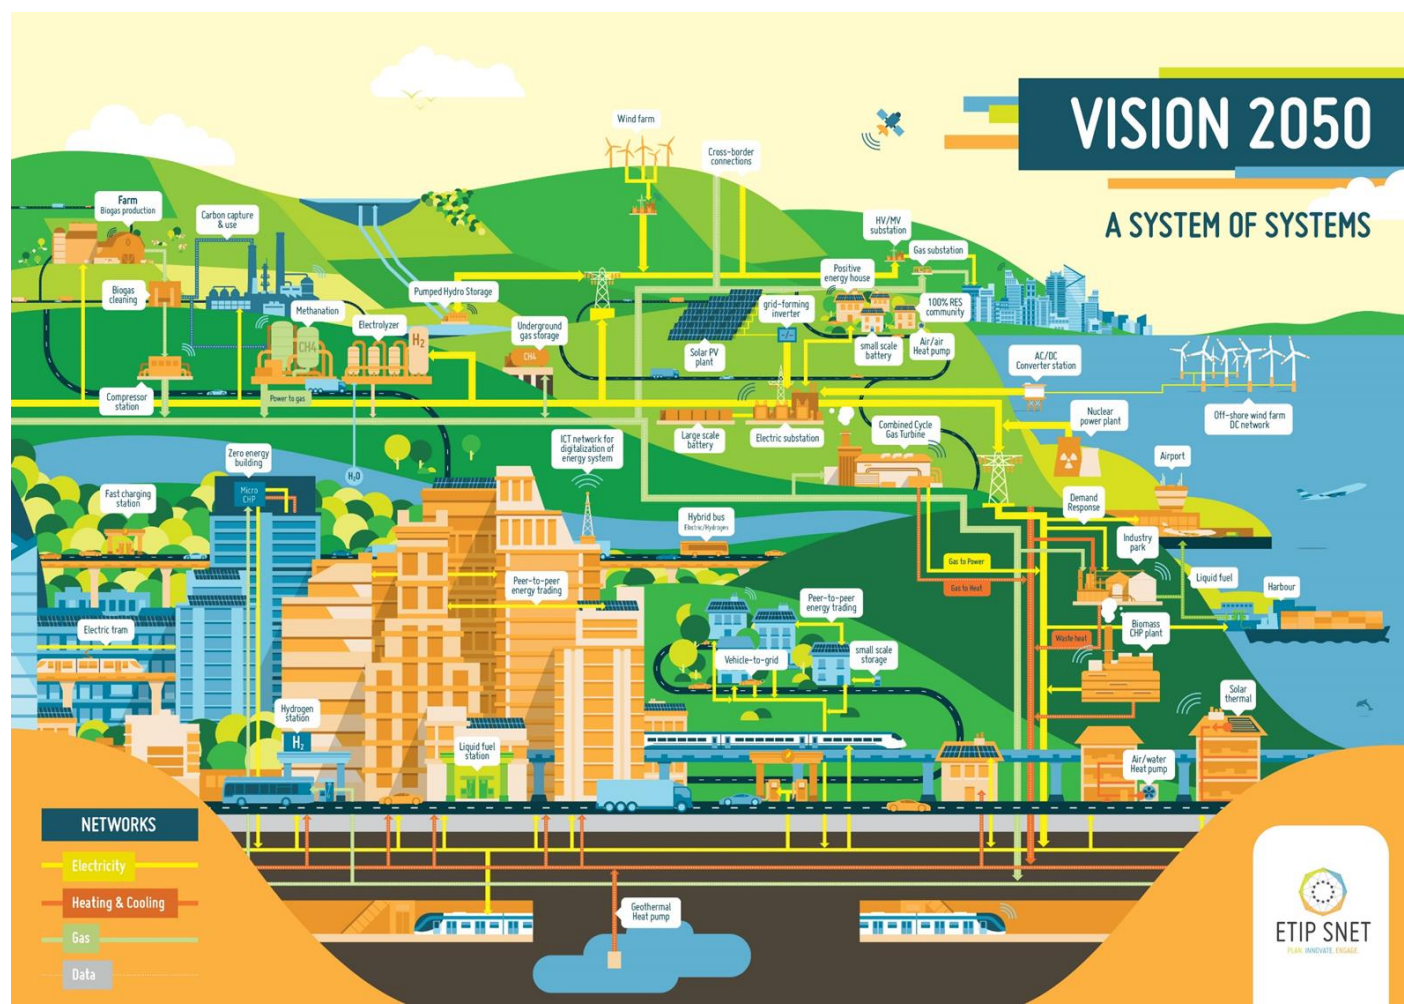 VISION 2050
A SYSTEM OF SYSTEMS
Wind farm
Cross-border
connections
Farm
Biogas production
Carbon capture
& use
HV/MV
substation
Gas substation
Positive
energy house
Biogas
cleaning
Pumped Hydro Storage
Methanation
Electrolyzer
CH4
H2
Underground
gas storage
CH4
grid-forming
inverter
100% RES
community
Solar PV
plant
small scale
battery
Air/air
Heat pump
AC/DC
Converter station
Compressor
station
Power to gas
Large scale
battery
Electric substation
Combined Cycle
Gas Turbine
Nuclear
power plant
Off-shore wind farm
DC network
Zero energy
building
ICT network for
digitalization of
energy system
Airport
H2O
Micro
CHP
Fast charging
station
Hybrid bus
Electric/Hydrogen
Demand
Response
Industry
park
Gas to Power
Gas to Heat
Liquid fuel
Harbour
Peer-to-peer
energy trading
Peer-to-peer
energy trading
Electric tram
Waste heat
Biomass
CHP plant
Vehicle-to-grid
small scale
storage
Solar
thermal
Hydrogen
station
H2
Liquid fuel
station
Air/water
Heat pump
NETWORKS
Electricity
Heating & Cooling
Gas
Data
Geothermal
Heat pump
ETIP SNET
PLAN. INNOVATE. ENGAGE.